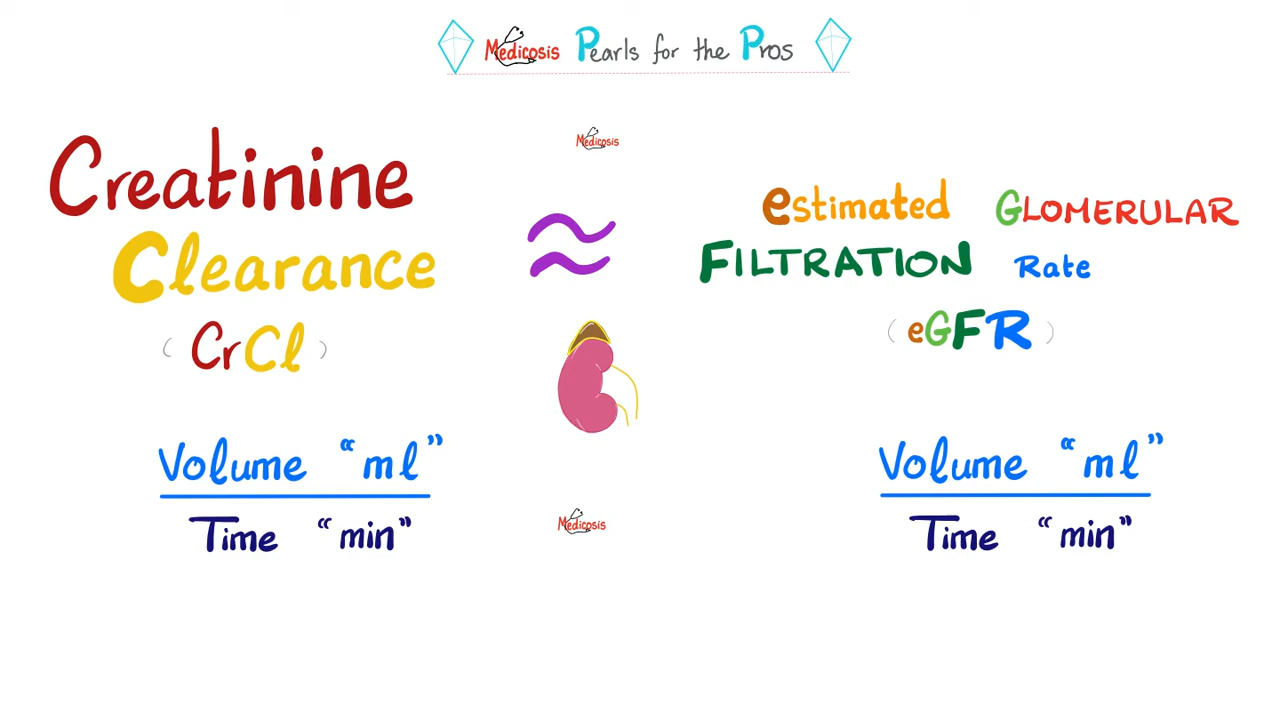 Medicosis Pearls for the Pros
Medicosis
Creatinine
Clearance
(CrCl)
Volume "ml"
Time "min"
≈
estimated GLOMERULAR
FILTRATION Rate
(eGFR)
Volume "ml"
Time "min"
Medicosis